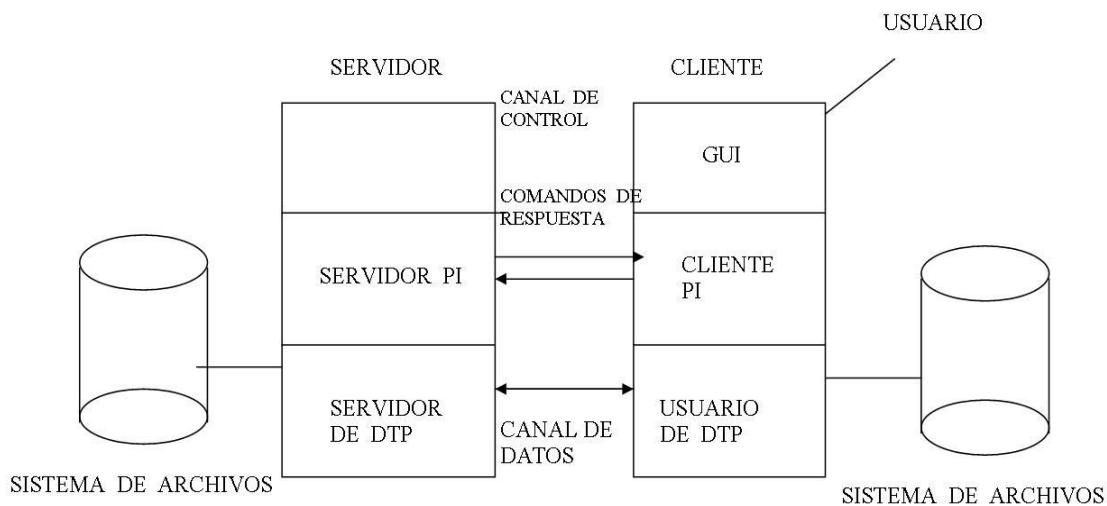 USUARIO
SERVIDOR
CLIENTE
CANAL DE
CONTROL
GUI
COMANDOS DE
RESPUESTA
SERVIDOR PI
CLIENTE
PI
SERVIDOR
DE DTP
CANAL DE
DATOS
USUARIO
DE DTP
SISTEMA DE ARCHIVOS
SISTEMA DE ARCHIVOS